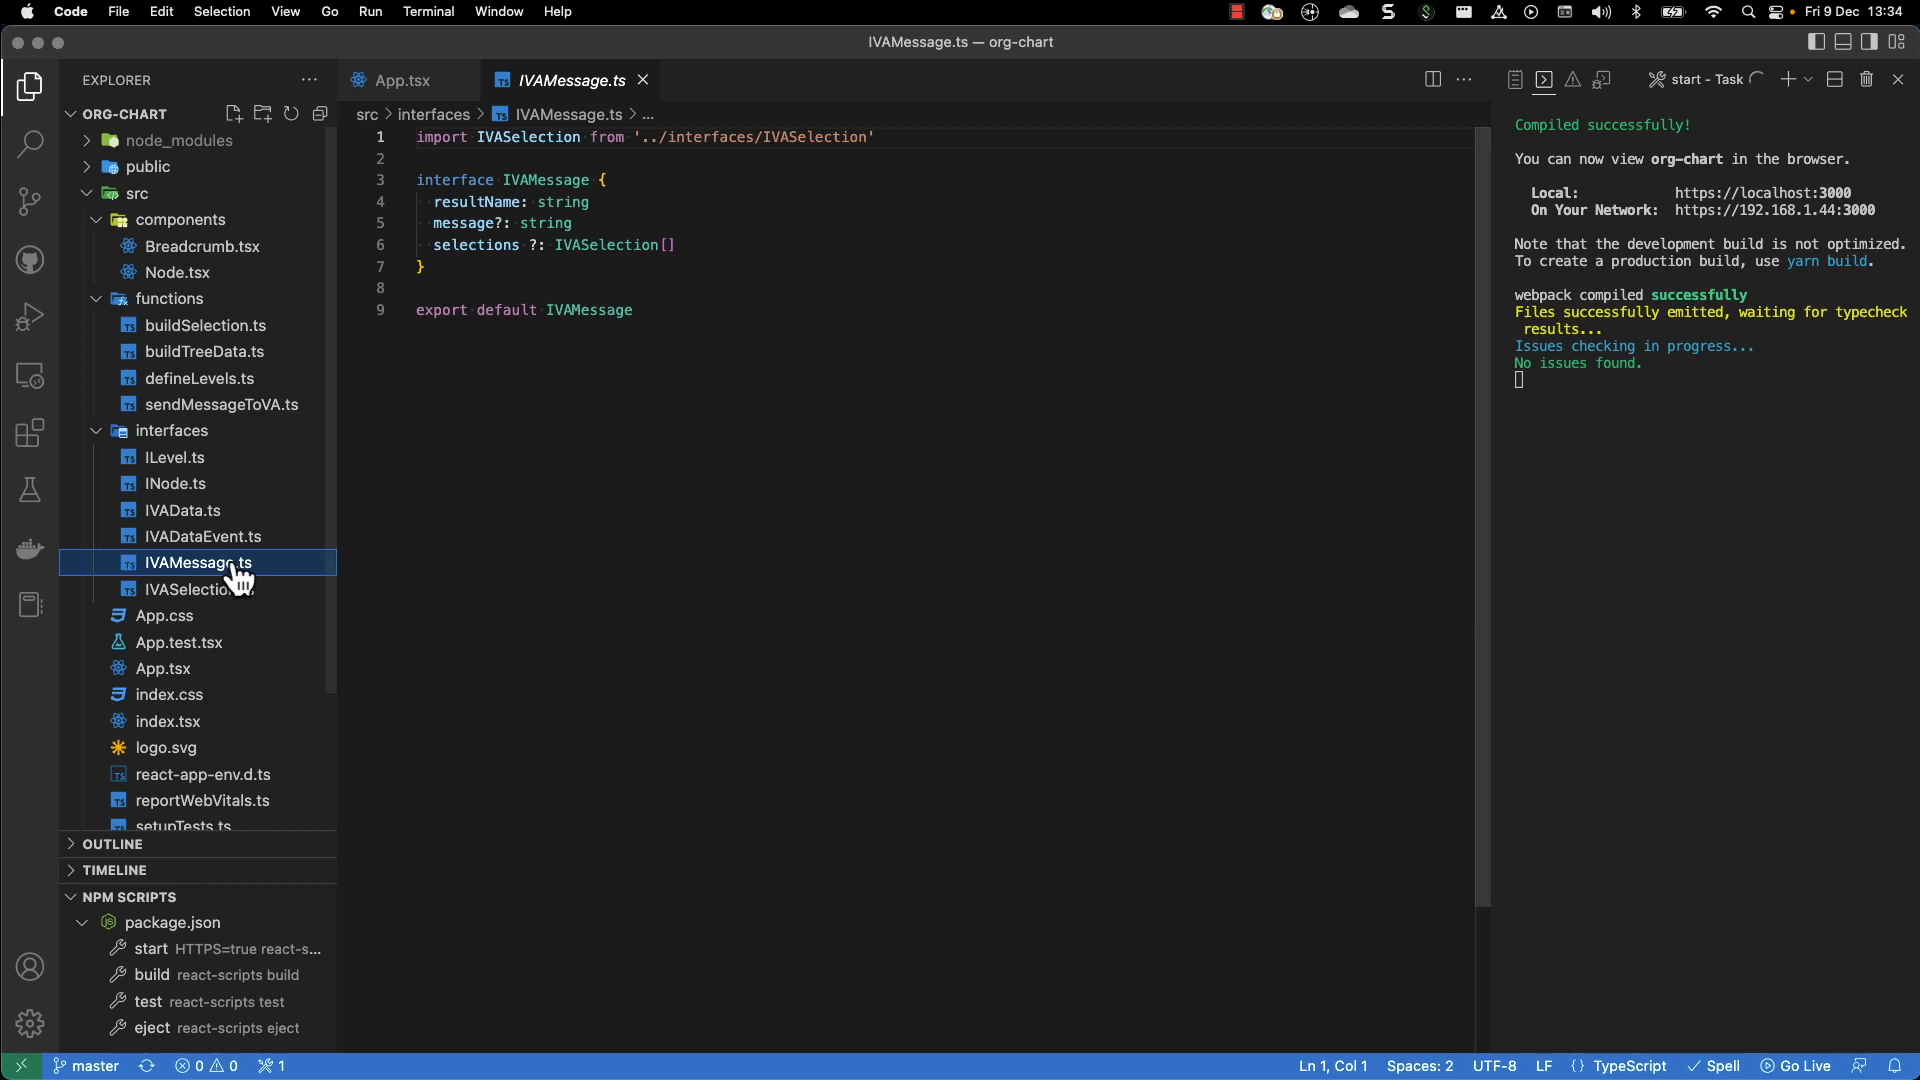 Code File Edit Selection View Go Run Terminal Window Help
Fri 9 Dec 13:34
IVAMessage.ts — org-chart
EXPLORER
ORG-CHART
node_modules
public
src
components
Breadcrumb.tsx
Node.tsx
functions
buildSelection.ts
buildTreeData.ts
defineLevels.ts
sendMessageToVA.ts
interfaces
ILevel.ts
INode.ts
IVAData.ts
IVADataEvent.ts
IVAMessage.ts
App.css
App.test.tsx
App.tsx
index.css
index.tsx
logo.svg
react-app-env.d.ts
reportWebVitals.ts
setupTests.ts
OUTLINE
TIMELINE
NPM SCRIPTS
package.json
start HTTPS=true react-s...
build react-scripts build
test react-scripts test
eject react-scripts eject
App.tsx
IVAMessage.ts
src > interfaces > IVAMessage.ts > ...
1 import IVASelection from '../interfaces/IVASelection'
2
3 interface IVAMessage {
4 resultName: string
5 message?: string
6 selections ?: IVASelection[]
7 }
8
9 export default IVAMessage
start - Task
Compiled successfully!
You can now view org-chart in the browser.
Local: https://localhost:3000
On Your Network: https://192.168.1.44:3000
Note that the development build is not optimized.
To create a production build, use yarn build.
webpack compiled successfully
Files successfully emitted, waiting for typecheck
results...
Issues checking in progress...
No issues found.
master 0 0 1
Ln 1, Col 1 Spaces: 2 UTF-8 LF {} TypeScript Spell Go Live